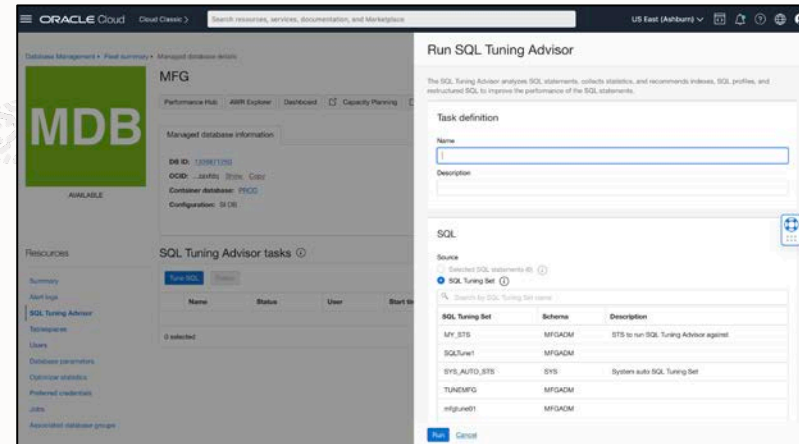 ORACLE Cloud Cloud Classic > Search resources, services, documentation, and Marketplace US East (Ashburn)
Database Management » Fleet summary » Managed database details
MDB
AVAILABLE
MFG
Performance Hub AWR Explorer Dashboard Capacity Planning
Managed database information
DB ID:
OCID: Show Copy
Container database: PROD
Configuration: SI DB
Resources
Summary
Alert logs
SQL Tuning Advisor
Tablespaces
Users
Database parameters
Optimizer statistics
Preferred credentials
Jobs
Associated database groups
SQL Tuning Advisor tasks
Tune SQL
Name Status User Start
0 selected
Run SQL Tuning Advisor
The SQL Tuning Advisor analyzes SQL statements, collects statistics, and recommends indexes, SQL profiles, and
restructured SQL to improve the performance of the SQL statements.
Task definition
Name
Description
SQL
Source
Selected SQL statements (0)
SQL Tuning Set
Search by SQL Tuning Set name
SQL Tuning Set Schema Description
MY_STS MFGADM STS to run SQL Tuning Advisor against
SQLTune1 MFGADM
SYS_AUTO_STS SYS System auto SQL Tuning Set
TUNEMFG MFGADM
mfgtune01 MFGADM
Run Cancel